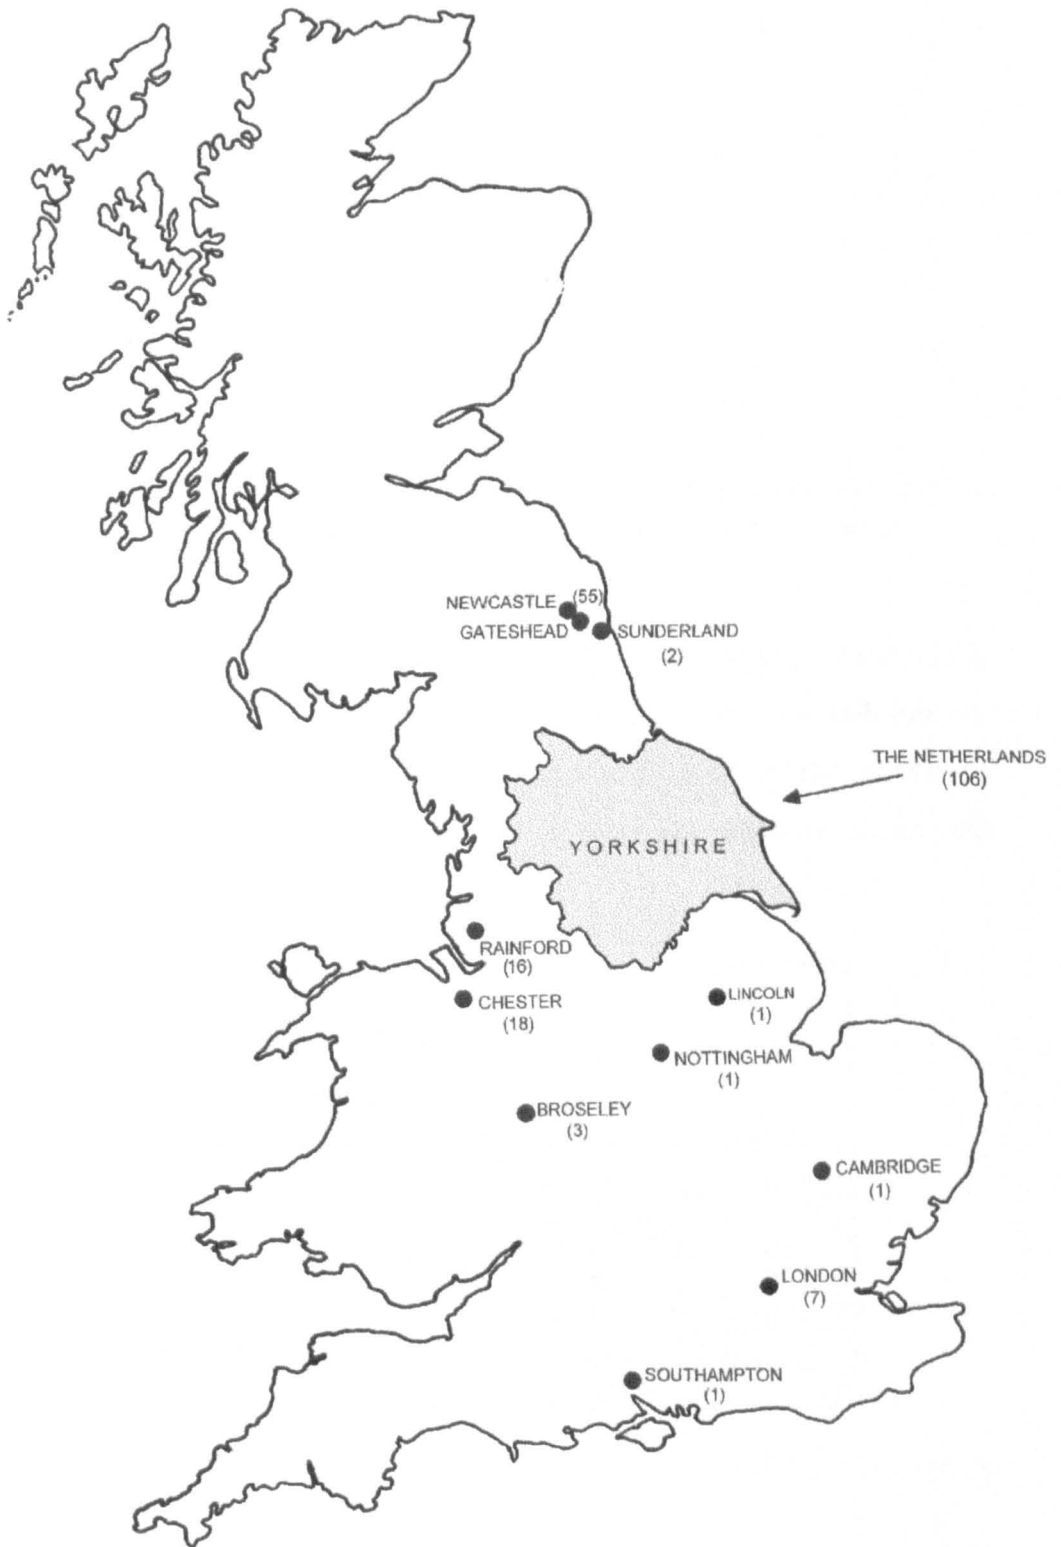 NEWCASTLE (55)
GATESHEAD
SUNDERLAND
(2)
THE NETHERLANDS
(106)
YORKSHIRE
RAINFORD
(16)
CHESTER
(18)
LINCOLN
(1)
NOTTINGHAM
(1)
BROSELEY
(3)
CAMBRIDGE
(1)
LONDON
(7)
SOUTHAMPTON
(1)